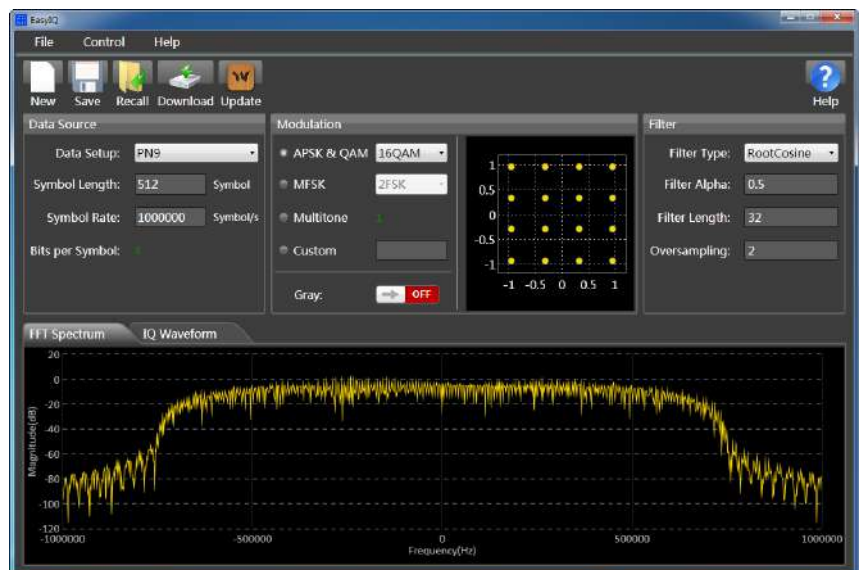 EasyIQ
File Control Help
New Save Recall Download Update Help
Data Source
Data Setup: PN9
Symbol Length: 512 Symbol
Symbol Rate: 1000000 Symbol/s
Bits per Symbol:
Modulation
APSK & QAM 16QAM
MFSK 2FSK
Multitone 1
Custom
Gray: OFF
1
0.5
0
-0.5
-1
-1 -0.5 0 0.5 1
Filter
Filter Type: RootCosine
Filter Alpha: 0.5
Filter Length: 32
Oversampling: 2
FFT Spectrum IQ Waveform
Magnitude(dB)
20
0
-20
-40
-60
-80
-100
-120
-1000000 -500000 0 500000 1000000
Frequency(Hz)